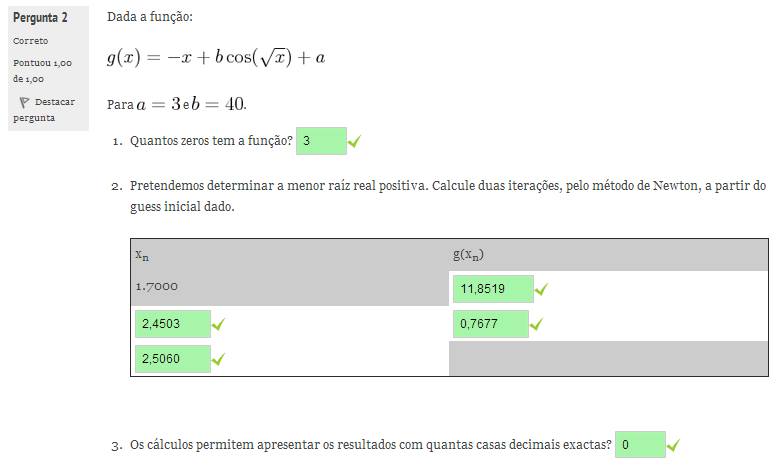 Pergunta 2
Correto
Pontuou 1,00
de 1,00
Destacar
pergunta
Dada a função:
g(x) = −x + b cos(√x) + a
Para a = 3 e b = 40.
1. Quantos zeros tem a função? 3
2. Pretendemos determinar a menor raíz real positiva. Calcule duas iterações, pelo método de Newton, a partir do
guess inicial dado.
xn g(xn)
1.7000 11,8519
2,4503 0,7677
2,5060
3. Os cálculos permitem apresentar os resultados com quantas casas decimais exactas? 0